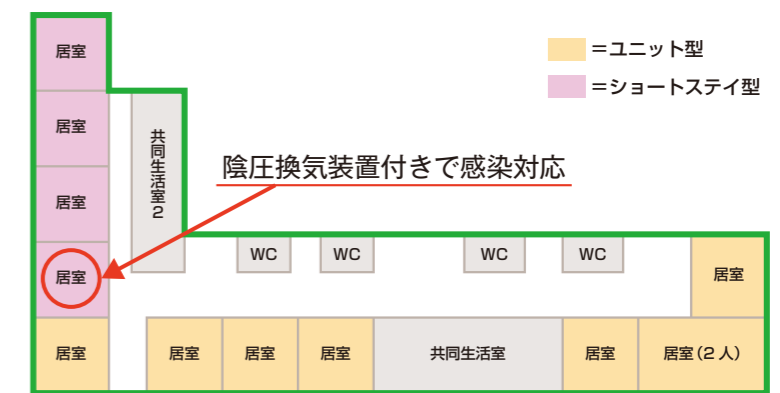 居室
＝ユニット型
＝ショートステイ型
居室
共同生活室2
陰圧換気装置付きで感染対応
居室
WC
WC
WC
WC
居室
居室
居室
居室
居室
居室
共同生活室
居室
居室(2人)